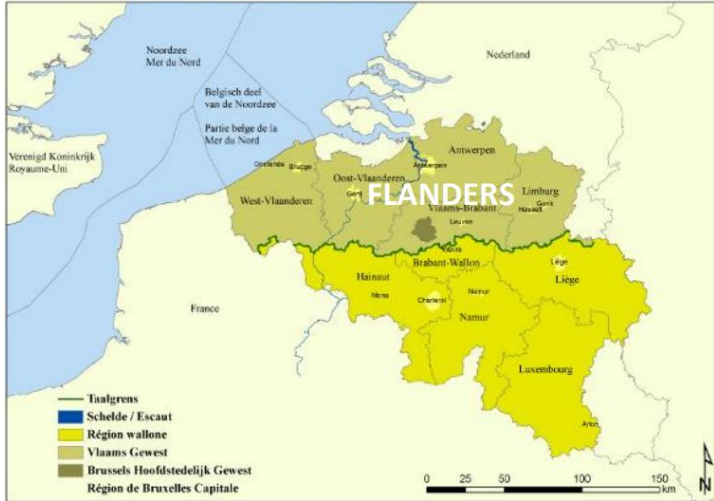 Noordzee
Mer du Nord
Nederland
Belgisch deel
van de Noordzee
Partie belge de la
Mer du Nord
Verenigd Koninkrijk
Royaume-Uni
Antwerpen
Oostende
Brugge
Oost-Vlaanderen
Antwerpen
Gent
FLANDERS
Limburg
West-Vlaanderen
Vlaams-Brabant
Genk
Hasselt
Leuven
Wavre
Brabant-Wallon
Liège
Hainaut
Liège
Mons
Charleroi
Namur
Namur
France
Luxembourg
Arlon
Taalgrens
Schelde / Escaut
Région wallone
Vlaams Gewest
Brussels Hoofdstedelijk Gewest
Région de Bruxelles Capitale
0 25 50 100 150
km
N